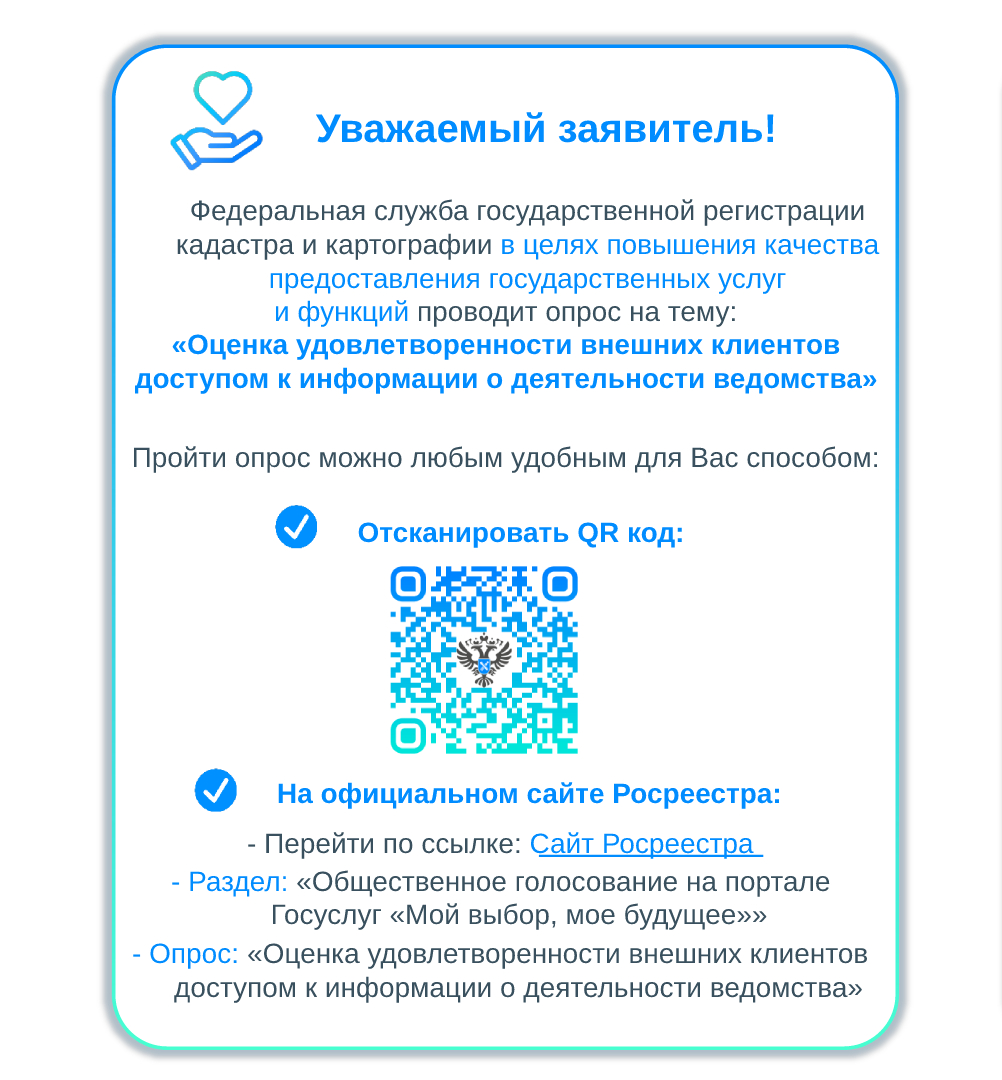 Уважаемый заявитель!
Федеральная служба государственной регистрации
кадастра и картографии в целях повышения качества
предоставления государственных услуг
и функций проводит опрос на тему:
«Оценка удовлетворенности внешних клиентов
доступом к информации о деятельности ведомства»
Пройти опрос можно любым удобным для Вас способом:
Отсканировать QR код:
На официальном сайте Росреестра:
- Перейти по ссылке: Сайт Росреестра
- Раздел: «Общественное голосование на портале
Госуслуг «Мой выбор, мое будущее»»
- Опрос: «Оценка удовлетворенности внешних клиентов
доступом к информации о деятельности ведомства»